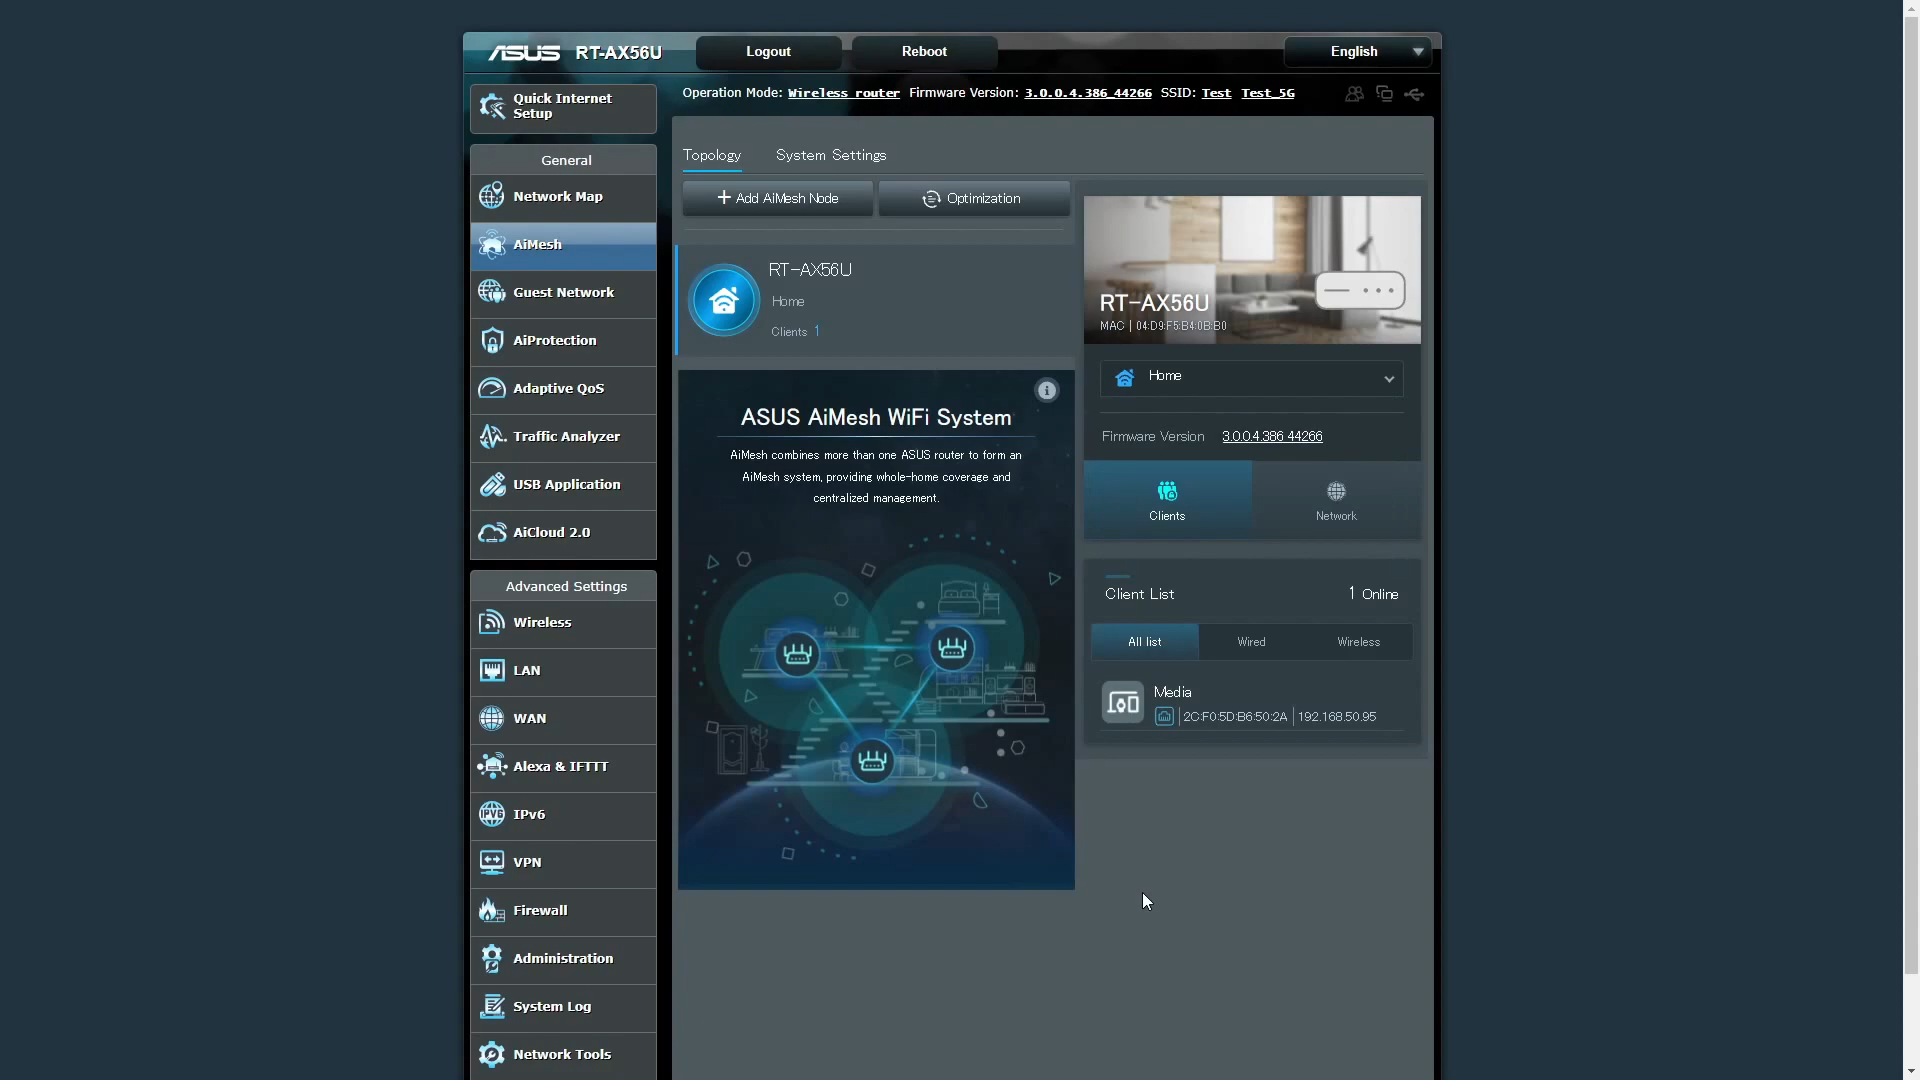 ASUS RT-AX56U Logout Reboot English
Operation Mode: Wireless router Firmware Version: 3.0.0.4.386_44266 SSID: Test Test_5G
Quick Internet
Setup
General
Network Map
AiMesh
Guest Network
AiProtection
Adaptive QoS
Traffic Analyzer
USB Application
AiCloud 2.0
Advanced Settings
Wireless
LAN
WAN
Alexa & IFTTT
IPv6
VPN
Firewall
Administration
System Log
Network Tools
Topology System Settings
Add AiMesh Node Optimization
RT-AX56U
Home
Clients 1
ASUS AiMesh WiFi System
AiMesh combines more than one ASUS router to form an
AiMesh system, providing whole-home coverage and
centralized management.
RT-AX56U
MAC | 04:D9:F5:B4:0B:B0
Home
Firmware Version 3.0.0.4.386 44266
Clients Network
Client List 1 Online
All list Wired Wireless
Media
2C:F0:5D:B6:50:2A 192.168.50.95